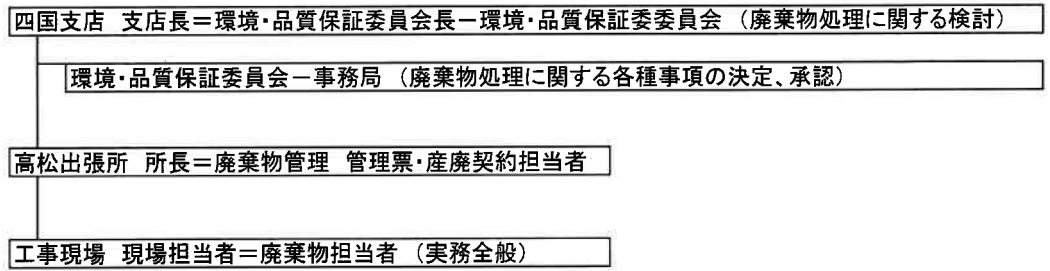 四国支店　支店長＝環境・品質保証委員会長－環境・品質保証委委員会　（廃棄物処理に関する検討）
環境・品質保証委員会－事務局　（廃棄物処理に関する各種事項の決定、承認）
高松出張所　所長＝廃棄物管理　管理票・産廃契約担当者
工事現場　現場担当者＝廃棄物担当者　（実務全般）